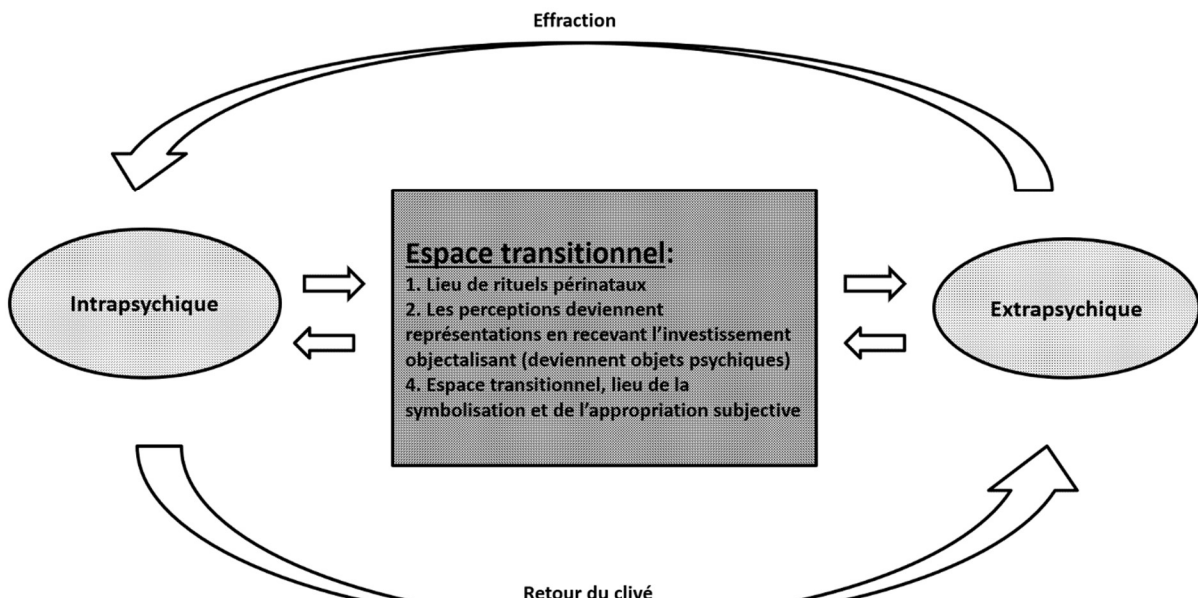 Effraction
Intrapsychique
Espace transitionnel:
1. Lieu de rituels périnataux
2. Les perceptions deviennent
représentations en recevant l’investissement
objectalisant (deviennent objets psychiques)
4. Espace transitionnel, lieu de la
symbolisation et de l’appropriation subjective
Extrapsychique
Retour du clivé